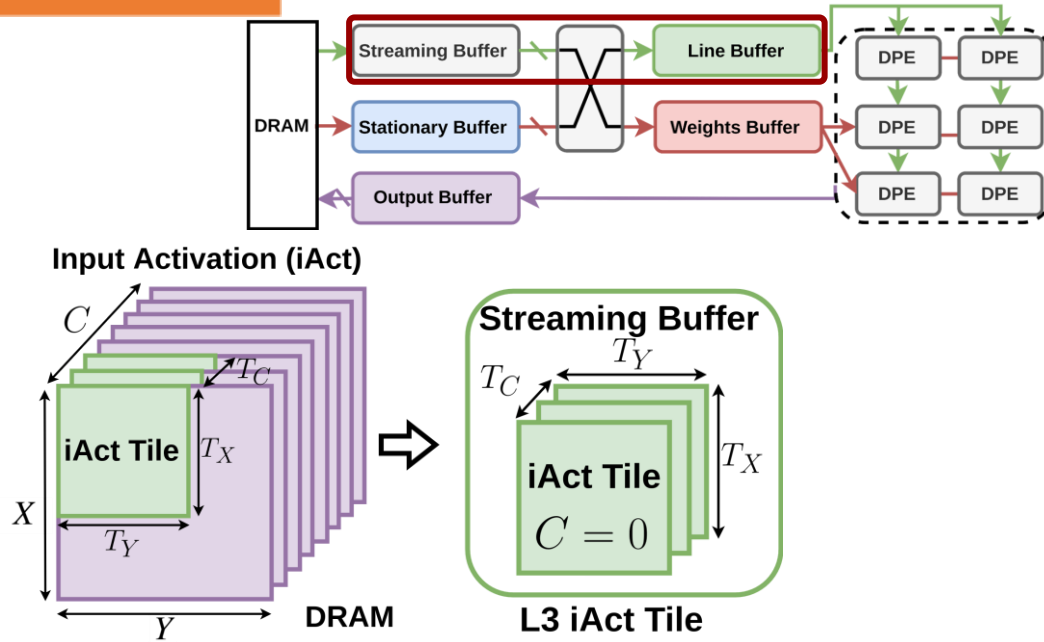 Streaming Buffer
Line Buffer
DPE
DPE
DRAM
Stationary Buffer
Weights Buffer
DPE
DPE
Output Buffer
DPE
DPE
Input Activation (iAct)
C
T_C
iAct Tile
T_X
X
T_Y
Y
DRAM
Streaming Buffer
T_Y
T_C
iAct Tile
T_X
C = 0
L3 iAct Tile